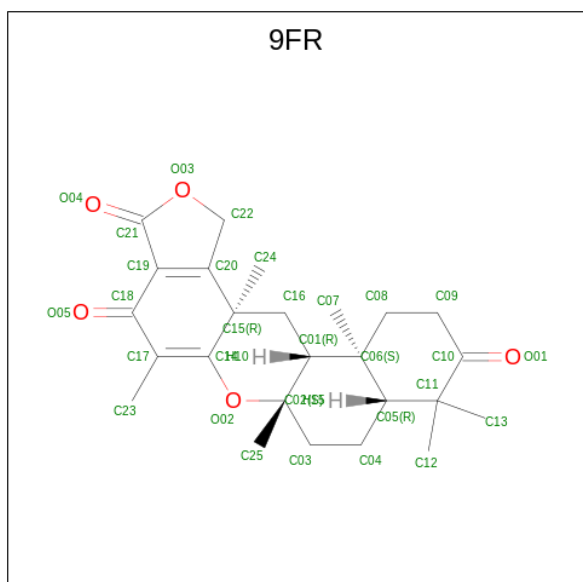 9FR
O03
O04
C22
C21
C24
C19
C20
C18
C16
C07
C08
C09
O05
C15(R)
C17
C01(R)
C06(S)
C10
O01
H
C11
H
C23
O02
C05(R)
C13
C25
C03
C04
C12